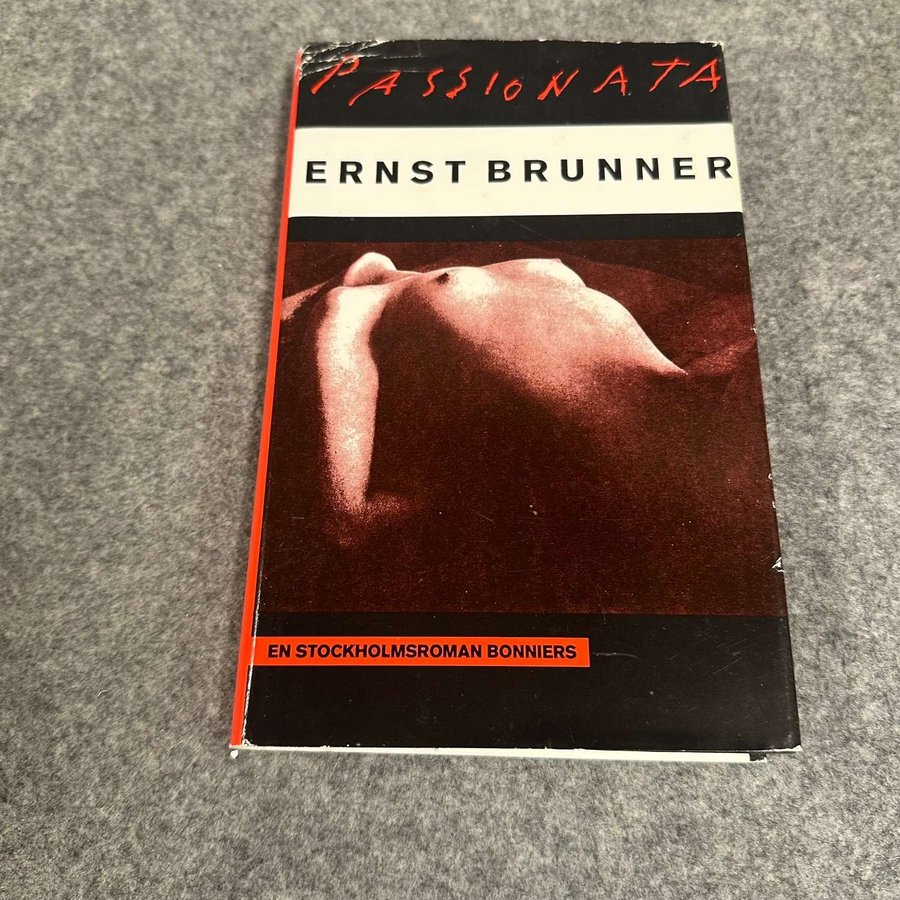 PASSIONATA
ERNST BRUNNER
EN STOCKHOLMSROMAN BONNIERS